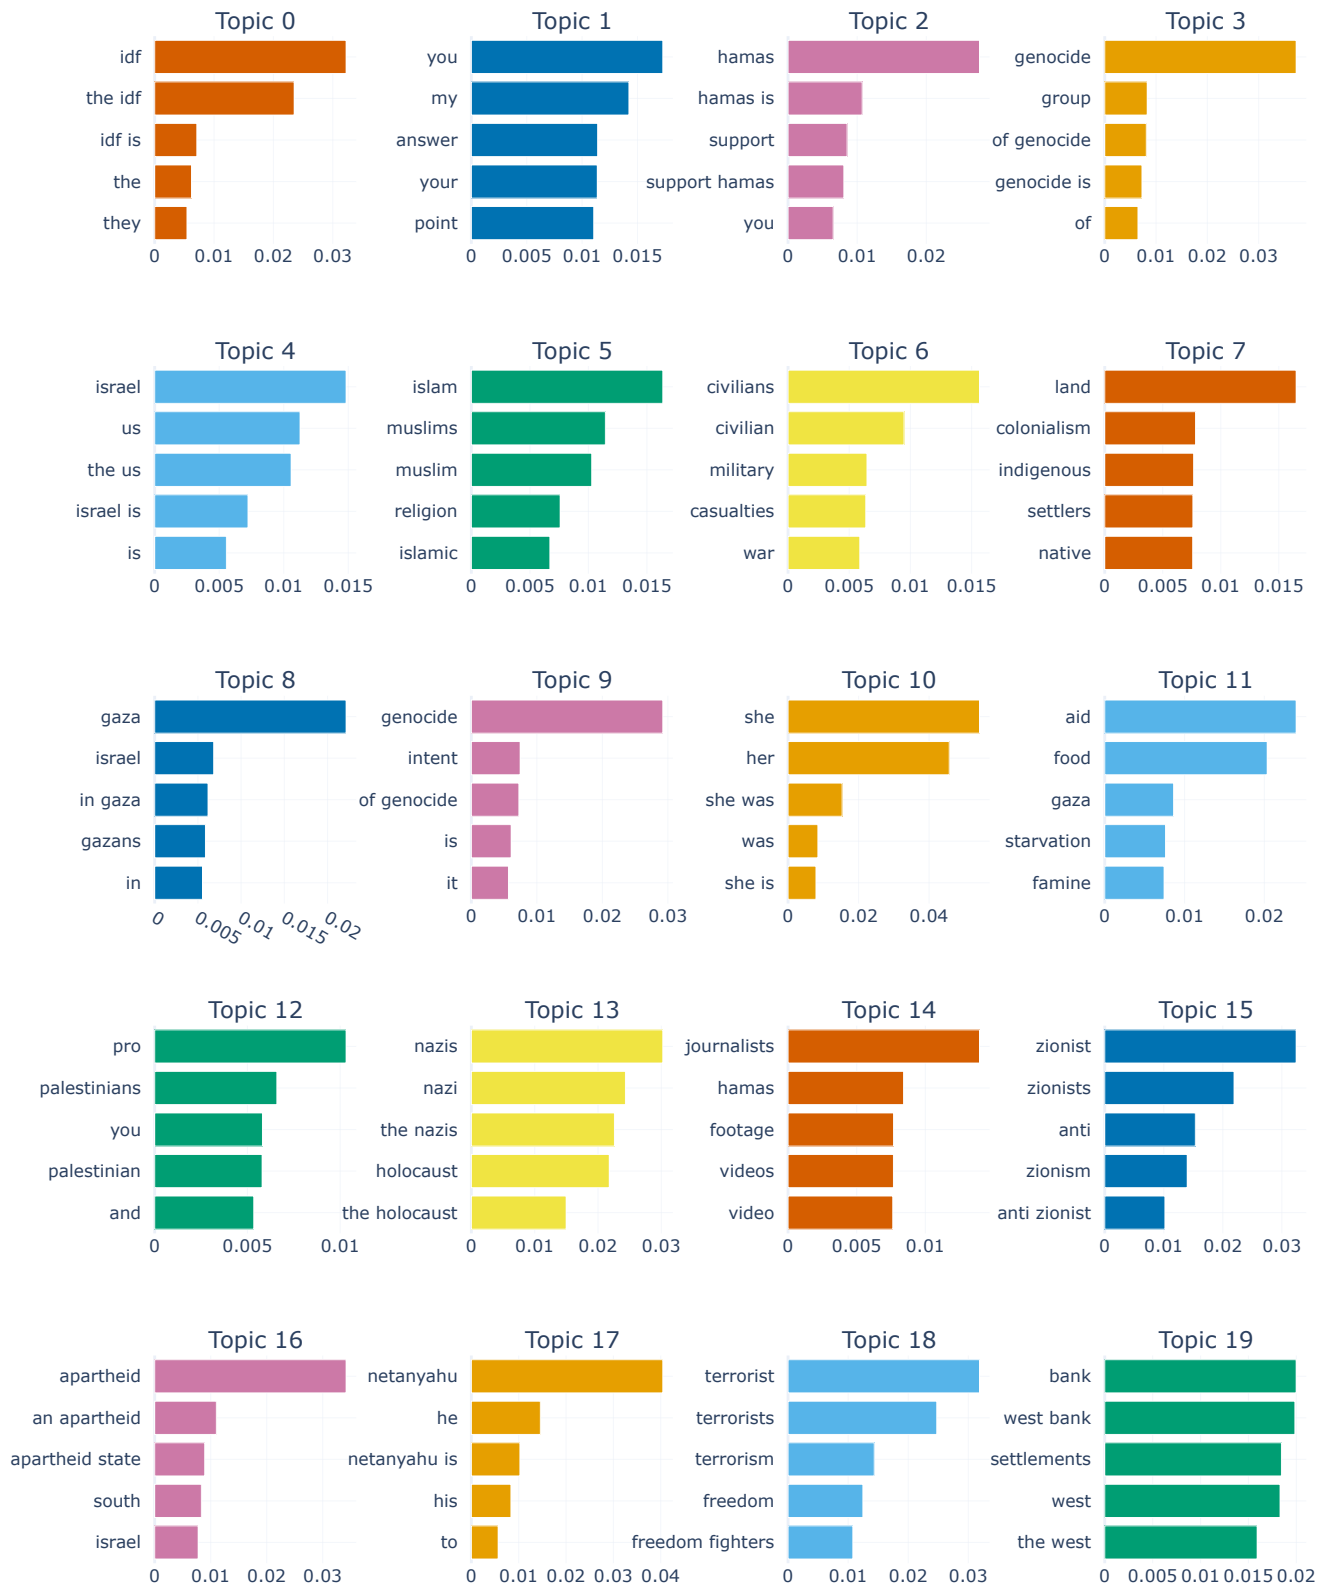 Topic 0
idf
the idf
idf is
the
they
0 0.01 0.02 0.03
Topic 1
you
my
answer
your
point
0 0.005 0.01 0.015
Topic 2
hamas
hamas is
support
support hamas
you
0 0.01 0.02
Topic 3
genocide
group
of genocide
genocide is
of
0 0.01 0.02 0.03
Topic 4
israel
us
the us
israel is
is
0 0.005 0.01 0.015
Topic 5
islam
muslims
muslim
religion
islamic
0 0.005 0.01 0.015
Topic 6
civilians
civilian
military
casualties
war
0 0.005 0.01 0.015
Topic 7
land
colonialism
indigenous
settlers
native
0 0.005 0.01 0.015
Topic 8
gaza
israel
in gaza
gazans
in
0 0.005 0.01 0.015 0.02
Topic 9
genocide
intent
of genocide
is
it
0 0.01 0.02 0.03
Topic 10
she
her
she was
was
she is
0 0.02 0.04
Topic 11
aid
food
gaza
starvation
famine
0 0.01 0.02
Topic 12
pro
palestinians
you
palestinian
and
0 0.005 0.01
Topic 13
nazis
nazi
the nazis
holocaust
the holocaust
0 0.01 0.02 0.03
Topic 14
journalists
hamas
footage
videos
video
0 0.005 0.01
Topic 15
zionist
zionists
anti
zionism
anti zionist
0 0.01 0.02 0.03
Topic 16
apartheid
an apartheid
apartheid state
south
israel
0 0.01 0.02 0.03
Topic 17
netanyahu
he
netanyahu is
his
to
0 0.01 0.02 0.03 0.04
Topic 18
terrorist
terrorists
terrorism
freedom
freedom fighters
0 0.01 0.02 0.03
Topic 19
bank
west bank
settlements
west
the west
0 0.005 0.01 0.015 0.02